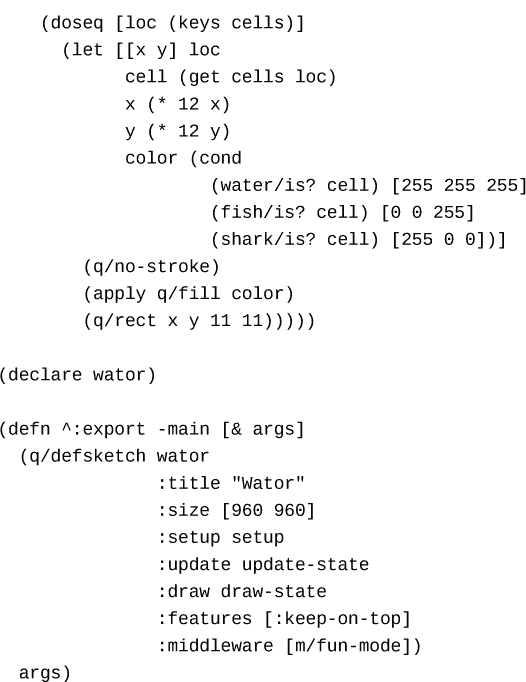 (doseq [loc (keys cells)]
      (let [[x y] loc
            cell (get cells loc)
            x (* 12 x)
            y (* 12 y)
            color (cond
                    (water/is? cell) [255 255 255]
                    (fish/is? cell) [0 0 255]
                    (shark/is? cell) [255 0 0])]
        (q/no-stroke)
        (apply q/fill color)
        (q/rect x y 11 11)))))

(declare wator)

(defn ^:export -main [& args]
  (q/defsketch wator
               :title "Wator"
               :size [960 960]
               :setup setup
               :update update-state
               :draw draw-state
               :features [:keep-on-top]
               :middleware [m/fun-mode])
  args)